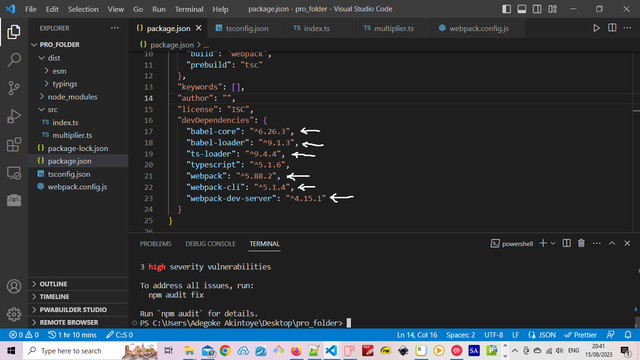 File Edit Selection View Go Run Terminal Help
package.json - pro_folder - Visual Studio Code
EXPLORER
package.json
tsconfig.json
index.ts
multiplier.ts
webpack.config.js
package.json > ...
PRO_FOLDER
dist
esm
typings
node_modules
src
index.ts
multiplier.ts
package-lock.json
package.json
tsconfig.json
webpack.config.js
OUTLINE
TIMELINE
PWABUILDER STUDIO
REMOTE BROWSER
10 "build": "webpack",
11 "prebuild": "tsc"
12 },
13 "keywords": [],
14 "author": "",
15 "license": "ISC",
16 "devDependencies": {
17 "babel-core": "^6.26.3",
18 "babel-loader": "^9.1.3",
19 "ts-loader": "^9.4.4",
20 "typescript": "^5.1.6",
21 "webpack": "^5.88.2",
22 "webpack-cli": "^5.1.4",
23 "webpack-dev-server": "^4.15.1"
24 }
25 }
26
PROBLEMS DEBUG CONSOLE TERMINAL
powershell
3 high severity vulnerabilities
To address all issues, run:
npm audit fix
Run `npm audit` for details.
PS C:\Users\Adegoke Akintoye\Desktop\pro_folder>
0 0 1 hr 10 mins C:5: 0
Ln 14, Col 16 Spaces: 2 UTF-8 LF {} JSON Prettier
Type here to search
ENG
20:41
15/08/2023